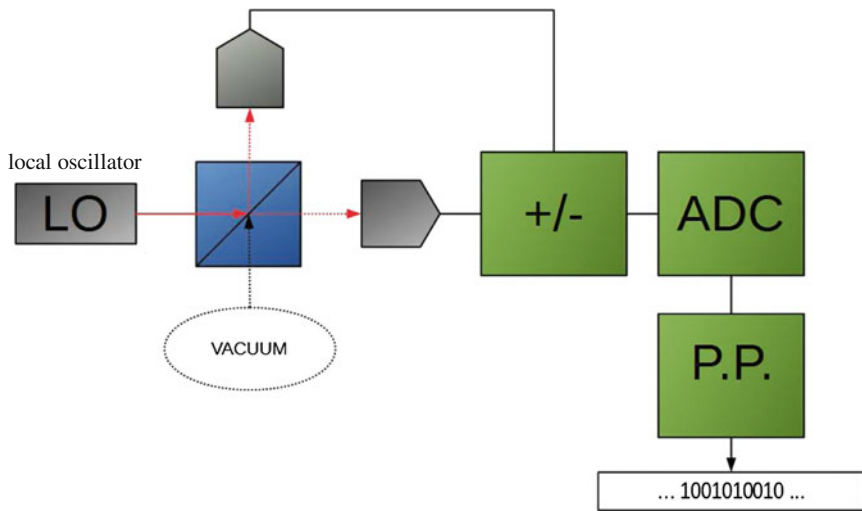 local oscillator
LO
+/-
ADC
VACUUM
P.P.
... 1001010010 ...